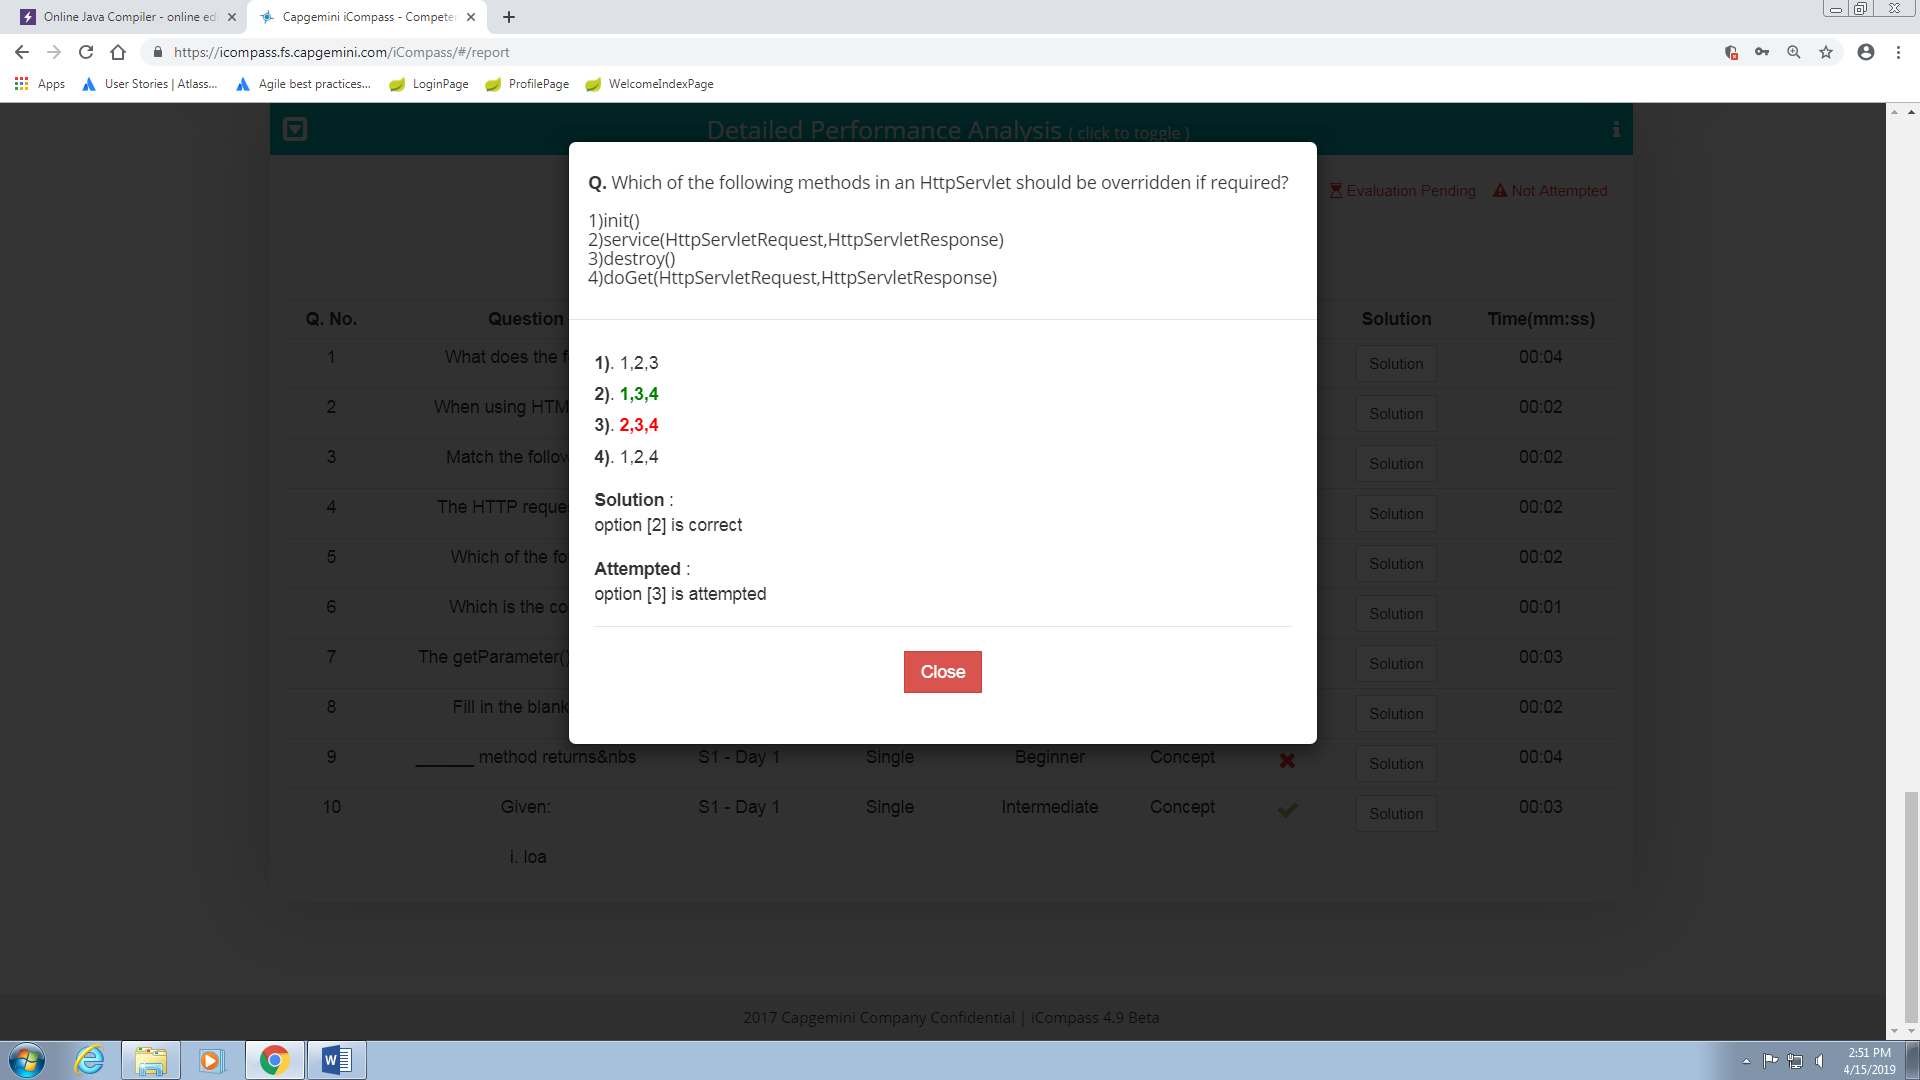 Online Java Compiler - online ed
Capgemini iCompass - Compete
https://icompass.fs.capgemini.com/iCompass/#/report
Apps
User Stories | Atlass...
Agile best practices...
LoginPage
ProfilePage
WelcomeIndexPage
Detailed Performance Analysis ( click to toggle )
Evaluation Pending Not Attempted
Q. Which of the following methods in an HttpServlet should be overridden if required?
1)init()
2)service(HttpServletRequest,HttpServletResponse)
3)destroy()
4)doGet(HttpServletRequest,HttpServletResponse)
1). 1,2,3
2). 1,3,4
3). 2,3,4
4). 1,2,4
Solution :
option [2] is correct
Attempted :
option [3] is attempted
Close
Q. No. Question Solution Time(mm:ss)
1 What does the f Solution 00:04
2 When using HTM Solution 00:02
3 Match the follow Solution 00:02
4 The HTTP reque Solution 00:02
5 Which of the fo Solution 00:02
6 Which is the co Solution 00:01
7 The getParameter() Solution 00:03
8 Fill in the blank Solution 00:02
9 ______ method returns&nbs S1 - Day 1 Single Beginner Concept Solution 00:04
10 Given: S1 - Day 1 Single Intermediate Concept Solution 00:03
i. loa
2017 Capgemini Company Confidential | iCompass 4.9 Beta
2:51 PM
4/15/2019